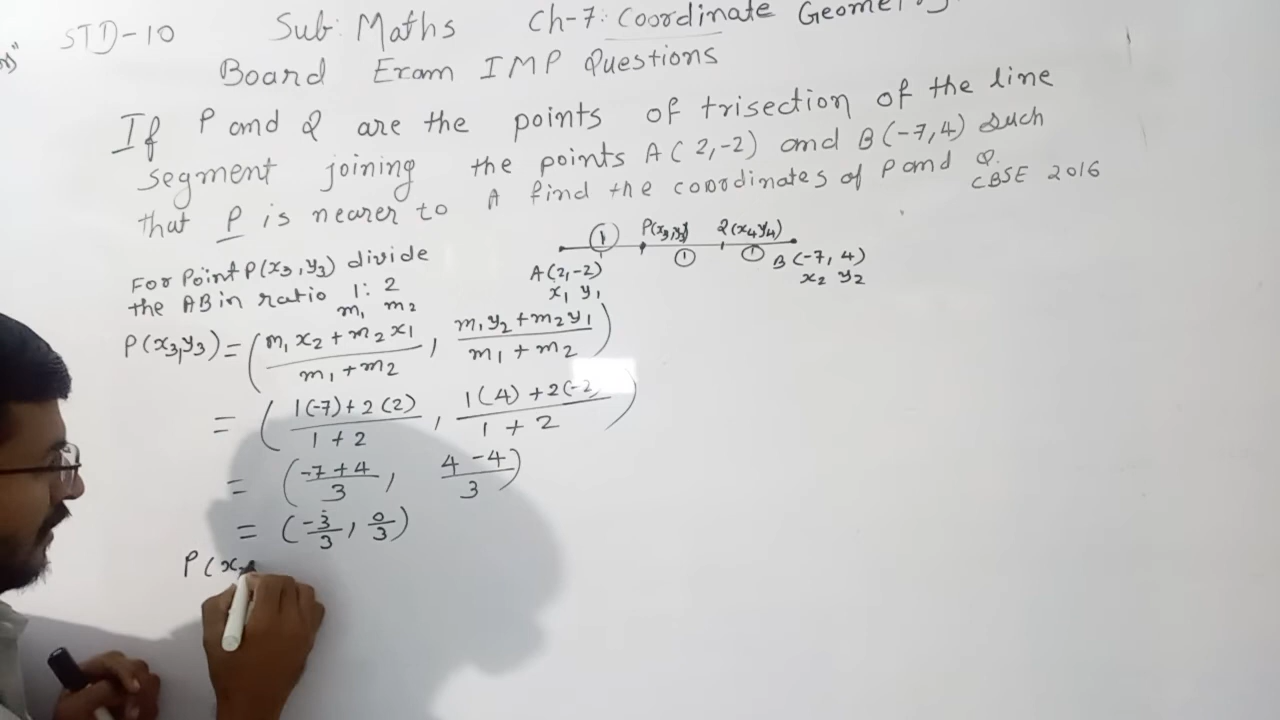 STD-10 Sub: Maths Ch-7: Coordinate
Board Exam IMP Questions
If P and Q are the points of trisection of the line
segment joining the points A(2,-2) and B(-7,4) such
that P is nearer to A find the coordinates of P and Q.
CBSE 2016
1 P(x3,y3) 1 Q(x4y4) 1
A(2,-2) B(-7, 4)
x1 y1 x2 y2
For Point P(x3,y3) divide
the AB in ratio 1:2
m1 m2
P(x3,y3) = (m1x2+m2x1/m1+m2, m1y2+m2y1/m1+m2)
= (1(-7)+2(2)/1+2, 1(4)+2(-2/1+2)
= (-7+4/3, 4-4/3)
= (-3/3, 0/3)
P(x